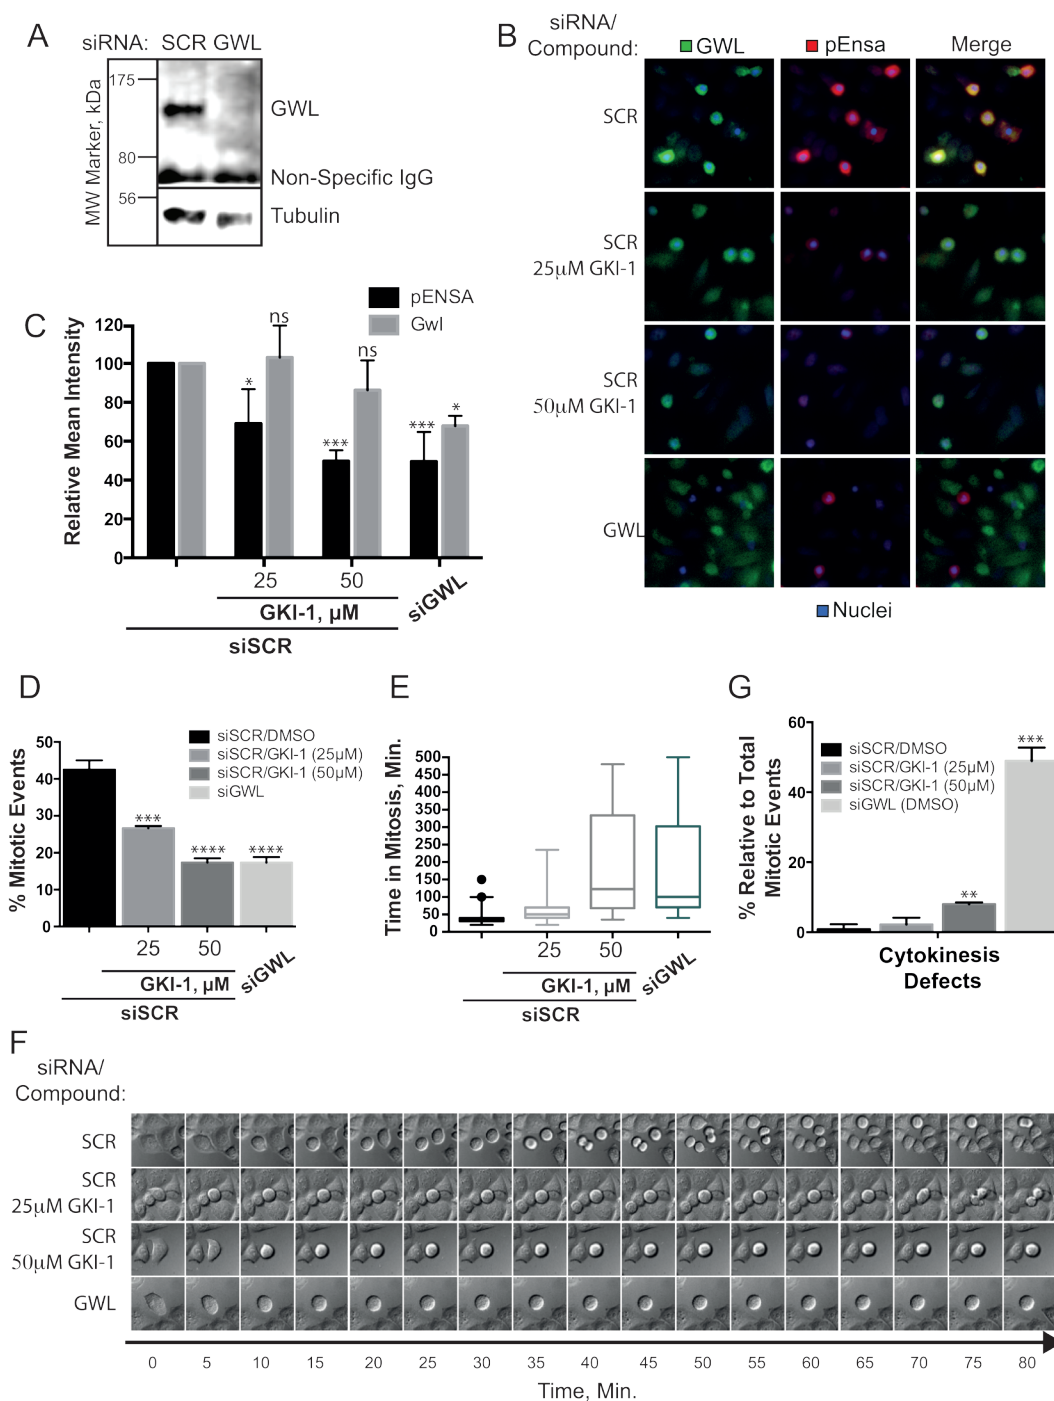 A
siRNA: SCR GWL
MW Marker, kDa
175
80
56
GWL
Non-Specific IgG
Tubulin
B
siRNA/
Compound:
GWL
pEnsa
Merge
SCR
SCR
25µM GKI-1
SCR
50µM GKI-1
GWL
Nuclei
C
pENSA
Gwl
Relative Mean Intensity
120
100
80
60
40
20
0
*
ns
***
ns
***
*
25
50
GKI-1, µM
siGWL
siSCR
D
siSCR/DMSO
siSCR/GKI-1 (25µM)
siSCR/GKI-1 (50µM)
siGWL
% Mitotic Events
50
40
30
20
10
0
***
****
****
25
50
GKI-1, µM
siGWL
siSCR
E
Time in Mitosis, Min.
500
450
400
350
300
250
200
150
100
50
0
25
50
GKI-1, µM
siGWL
siSCR
G
siSCR/DMSO
siSCR/GKI-1 (25µM)
siSCR/GKI-1 (50µM)
siGWL (DMSO)
% Relative to Total
Mitotic Events
60
40
20
0
**
***
Cytokinesis
Defects
F
siRNA/
Compound:
SCR
SCR
25µM GKI-1
SCR
50µM GKI-1
GWL
0 5 10 15 20 25 30 35 40 45 50 55 60 65 70 75 80
Time, Min.